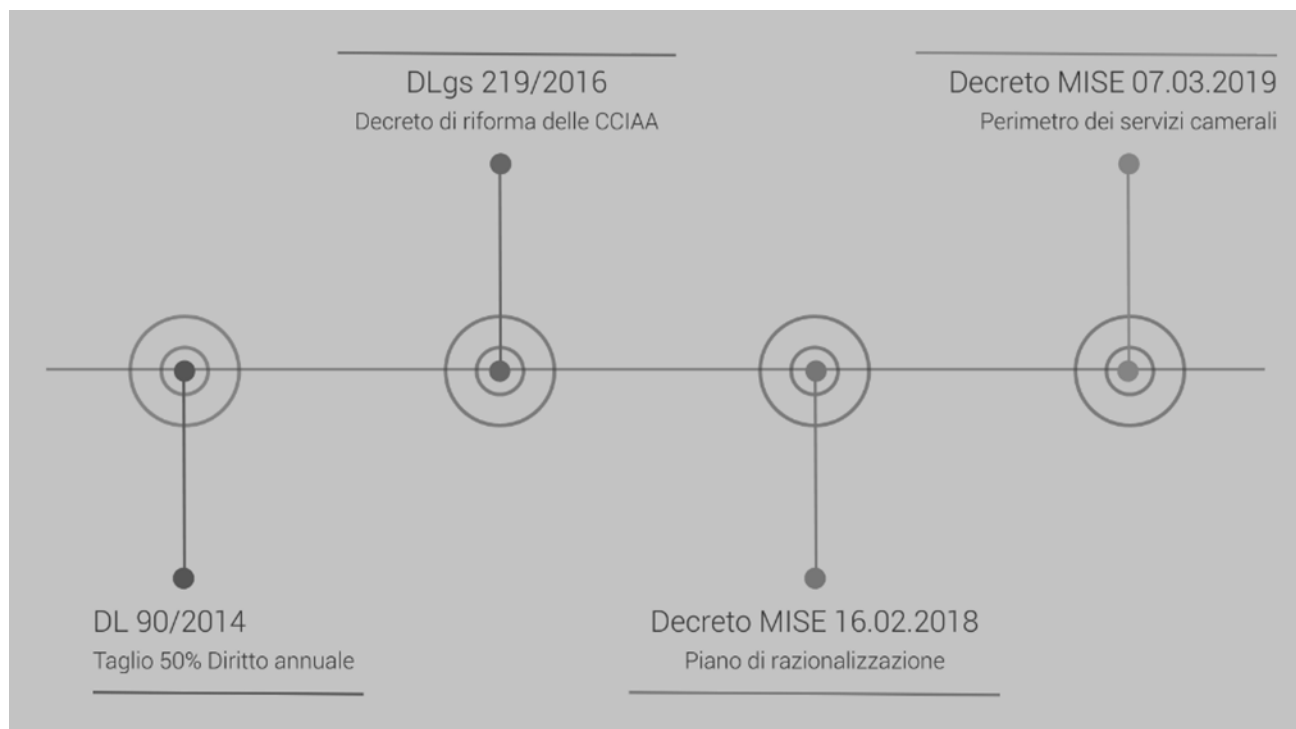 DLgs 219/2016
Decreto di riforma delle CCIAA
Decreto MISE 07.03.2019
Perimetro dei servizi camerali
DL 90/2014
Taglio 50% Diritto annuale
Decreto MISE 16.02.2018
Piano di razionalizzazione